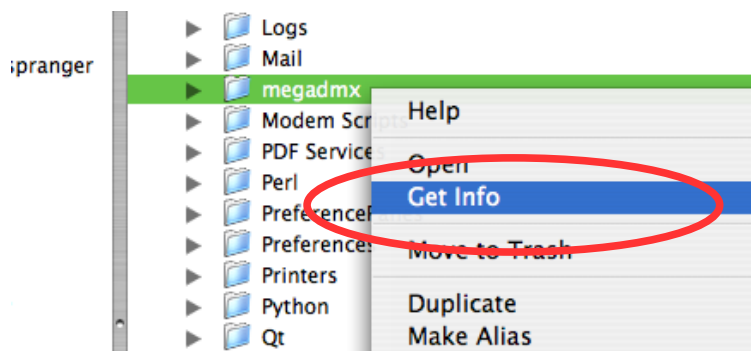 spranger
Logs
Mail
megadmx
Modem Scripts
PDF Services
Perl
PreferencePanes
Preferences
Printers
Python
Qt
Help
Open
Get Info
Move to Trash
Duplicate
Make Alias